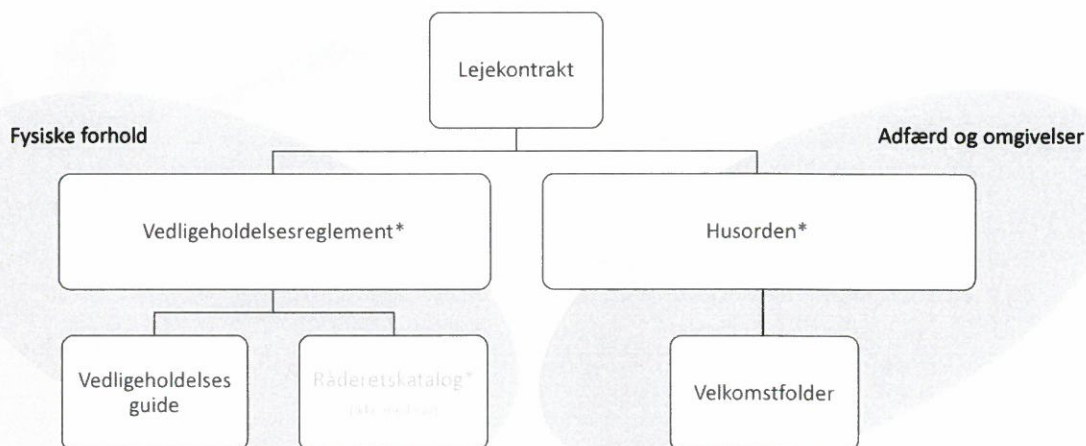 Lejekontrakt
Fysiske forhold
Adfærd og omgivelser
Vedligeholdelsesreglement*
Husorden*
Vedligeholdelses
guide
Råderetskatalog*
Velkomstfolder